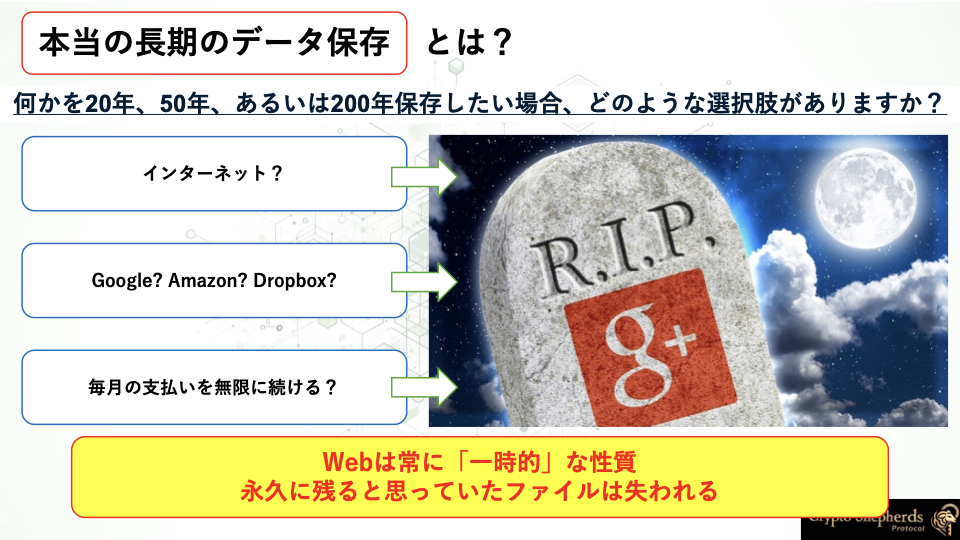 本当の長期のデータ保存 とは？
何かを20年、50年、あるいは200年保存したい場合、どのような選択肢がありますか？
インターネット？
Google? Amazon? Dropbox?
毎月の支払いを無限に続ける？
R.I.P.
g+
Webは常に「一時的」な性質
永久に残ると思っていたファイルは失われる
Crypto Shepherds
Protocol